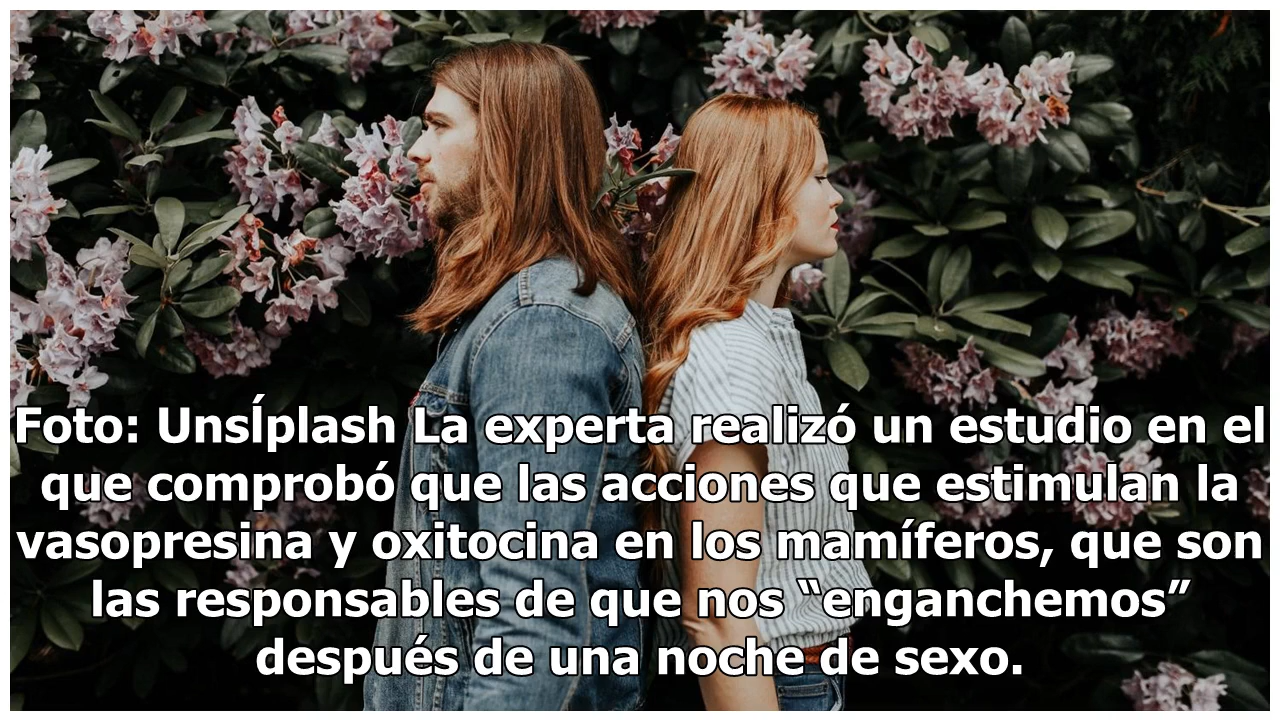 Foto: UnsÍplash La experta realizó un estudio en el
que comprobó que las acciones que estimulan la
vasopresina y oxitocina en los mamíferos, que son
las responsables de que nos “enganchemos”
después de una noche de sexo.